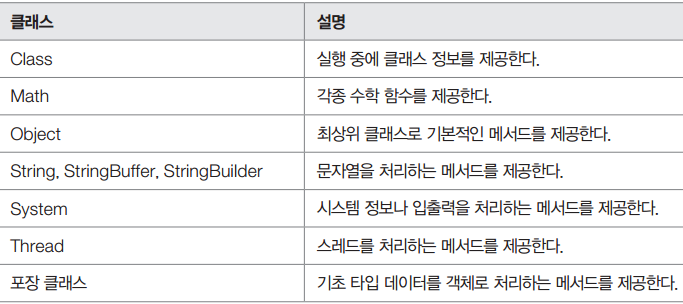 클래스 설명
Class 실행 중에 클래스 정보를 제공한다.
Math 각종 수학 함수를 제공한다.
Object 최상위 클래스로 기본적인 메서드를 제공한다.
String, StringBuffer, StringBuilder 문자열을 처리하는 메서드를 제공한다.
System 시스템 정보나 입출력을 처리하는 메서드를 제공한다.
Thread 스레드를 처리하는 메서드를 제공한다.
포장 클래스 기초 타입 데이터를 객체로 처리하는 메서드를 제공한다.